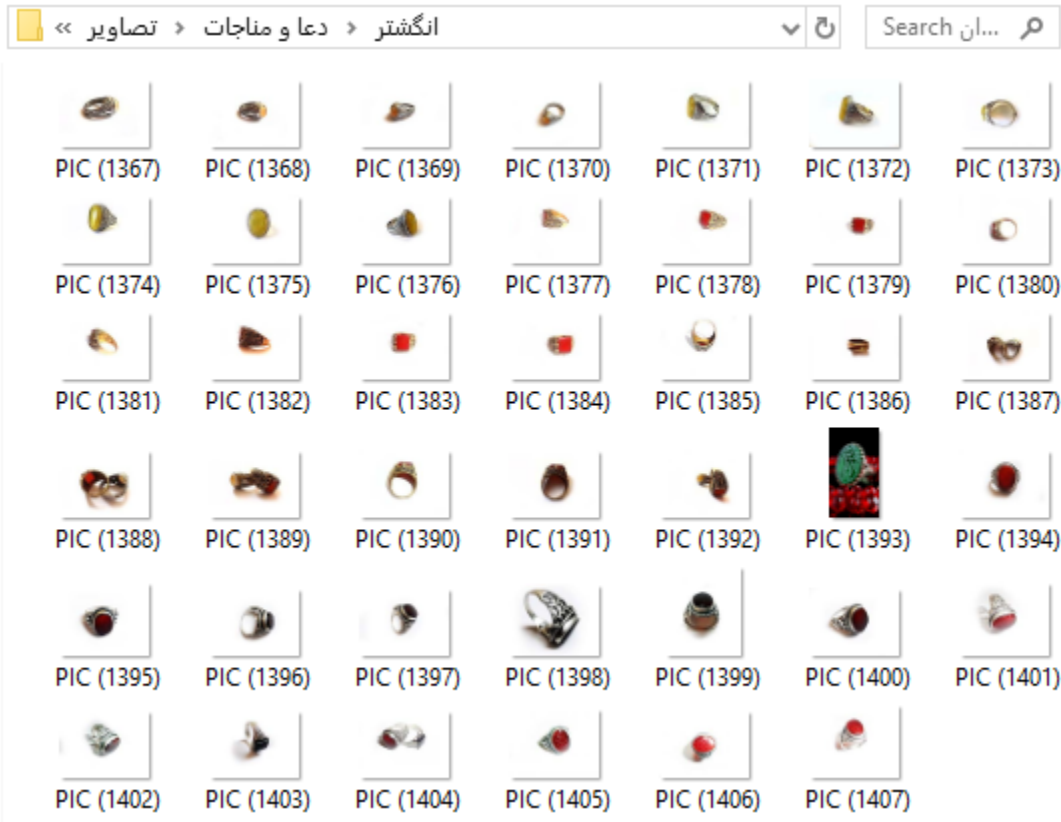 « تصاویر › دعا و مناجات › انگشتر
Search ان...
PIC (1367) PIC (1368) PIC (1369) PIC (1370) PIC (1371) PIC (1372) PIC (1373)
PIC (1374) PIC (1375) PIC (1376) PIC (1377) PIC (1378) PIC (1379) PIC (1380)
PIC (1381) PIC (1382) PIC (1383) PIC (1384) PIC (1385) PIC (1386) PIC (1387)
PIC (1388) PIC (1389) PIC (1390) PIC (1391) PIC (1392) PIC (1393) PIC (1394)
PIC (1395) PIC (1396) PIC (1397) PIC (1398) PIC (1399) PIC (1400) PIC (1401)
PIC (1402) PIC (1403) PIC (1404) PIC (1405) PIC (1406) PIC (1407)